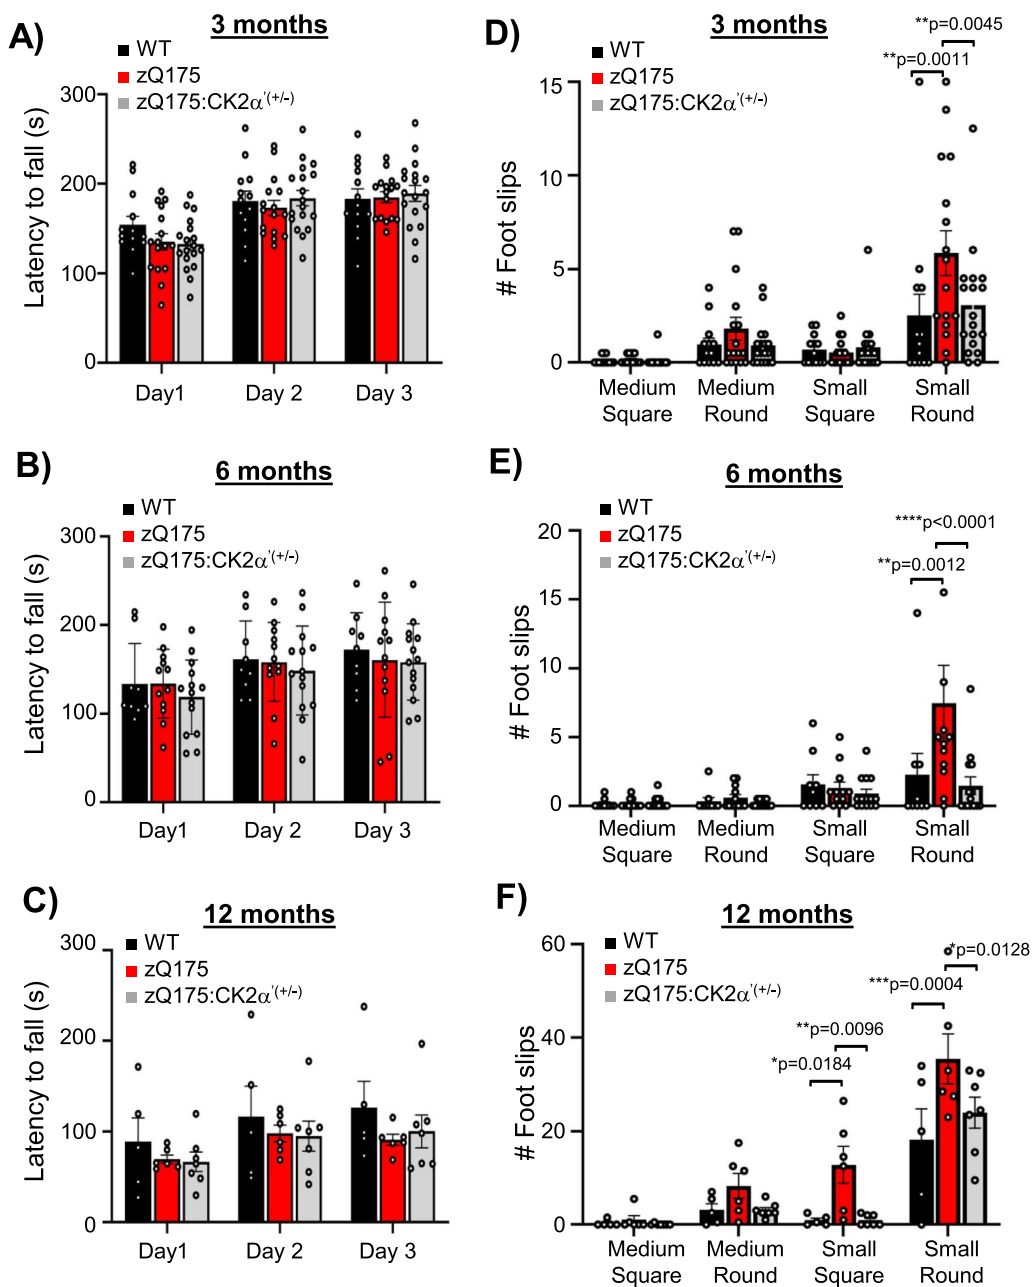 A)
3 months
WT
zQ175
zQ175:CK2α'(+/-)
Latency to fall (s)
300
200
100
0
Day1
Day 2
Day 3
D)
3 months
**p=0.0045
**p=0.0011
WT
zQ175
zQ175:CK2α'(+/-)
# Foot slips
15
10
5
0
Medium Square
Medium Round
Small Square
Small Round
B)
6 months
WT
zQ175
zQ175:CK2α'(+/-)
Latency to fall (s)
300
200
100
0
Day1
Day 2
Day 3
E)
6 months
WT
zQ175
zQ175:CK2α'(+/-)
****p<0.0001
**p=0.0012
# Foot slips
20
15
10
5
0
Medium Square
Medium Round
Small Square
Small Round
C)
12 months
WT
zQ175
zQ175:CK2α'(+/-)
Latency to fall (s)
300
200
100
0
Day1
Day 2
Day 3
F)
12 months
WT
zQ175
zQ175:CK2α'(+/-)
*p=0.0128
***p=0.0004
**p=0.0096
*p=0.0184
# Foot slips
60
40
20
0
Medium Square
Medium Round
Small Square
Small Round